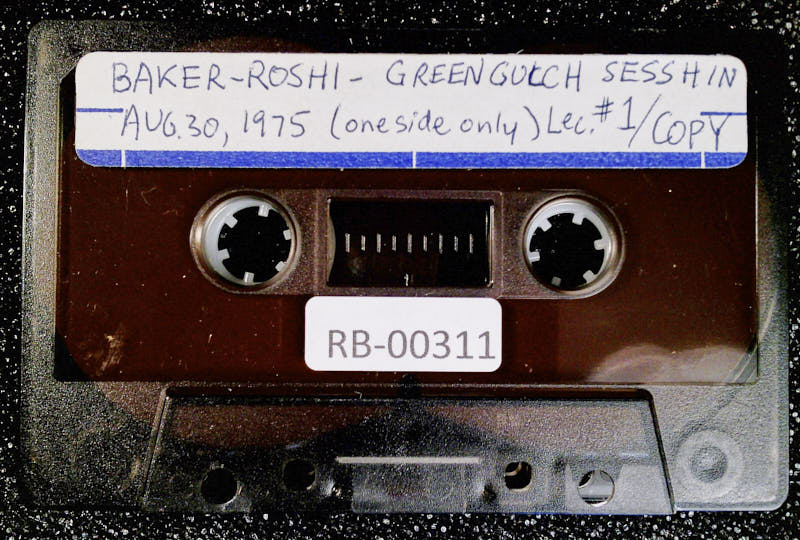 BAKER-ROSHI - GREENGULCH SESSHIN
AUG. 30, 1975 (one side only) Lec. #1/COPY
RB-00311